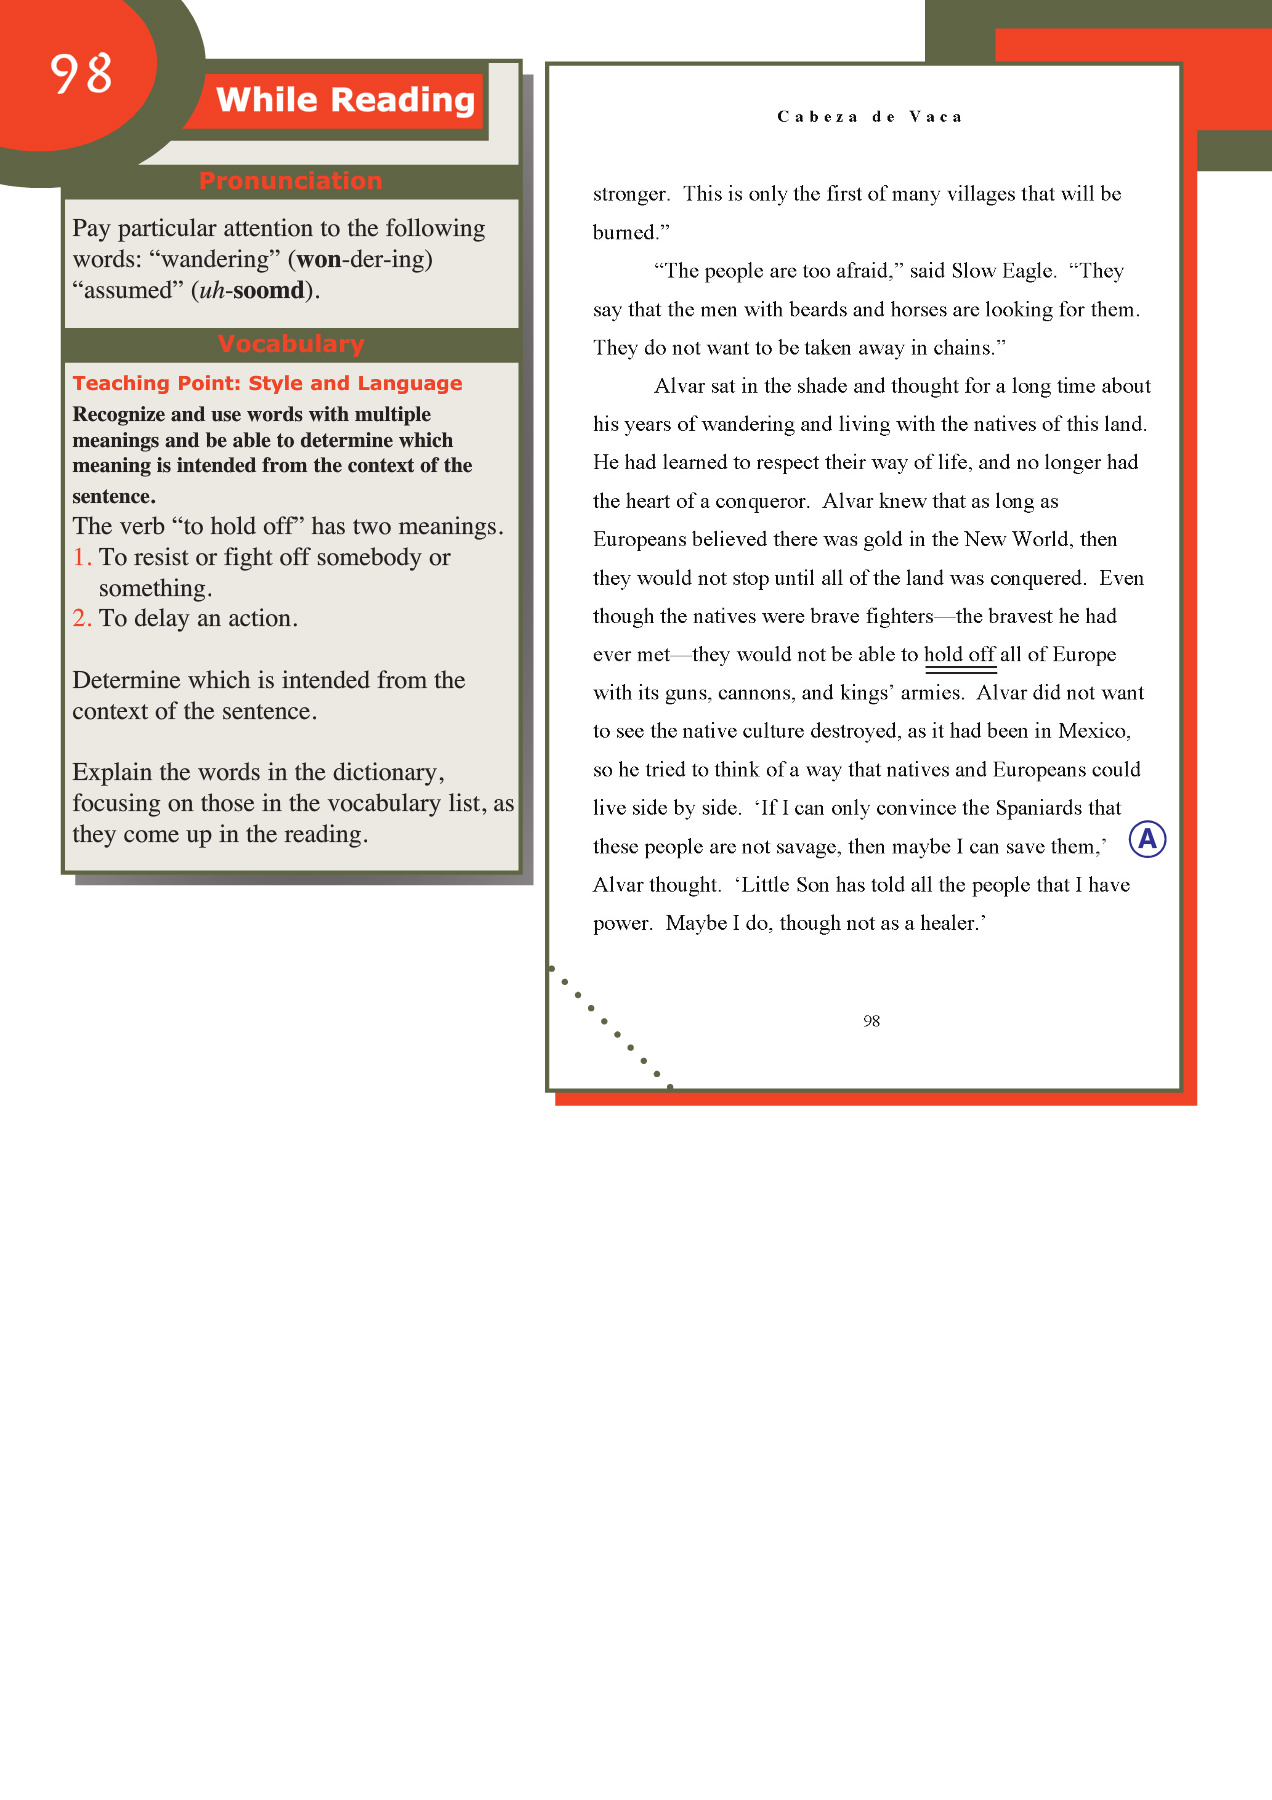 98
While Reading
Pronunciation
Pay particular attention to the following
words: “wandering” (won-der-ing)
“assumed” (uh-soomd).
Vocabulary
Teaching Point: Style and Language
Recognize and use words with multiple
meanings and be able to determine which
meaning is intended from the context of the
sentence.
The verb “to hold off” has two meanings.
1. To resist or fight off somebody or
something.
2. To delay an action.
Determine which is intended from the
context of the sentence.
Explain the words in the dictionary,
focusing on those in the vocabulary list, as
they come up in the reading.
Cabeza de Vaca
stronger. This is only the first of many villages that will be
burned.”
“The people are too afraid,” said Slow Eagle. “They
say that the men with beards and horses are looking for them.
They do not want to be taken away in chains.”
Alvar sat in the shade and thought for a long time about
his years of wandering and living with the natives of this land.
He had learned to respect their way of life, and no longer had
the heart of a conqueror. Alvar knew that as long as
Europeans believed there was gold in the New World, then
they would not stop until all of the land was conquered. Even
though the natives were brave fighters—the bravest he had
ever met—they would not be able to hold off all of Europe
with its guns, cannons, and kings’ armies. Alvar did not want
to see the native culture destroyed, as it had been in Mexico,
so he tried to think of a way that natives and Europeans could
live side by side. ‘If I can only convince the Spaniards that
these people are not savage, then maybe I can save them,’
A
Alvar thought. ‘Little Son has told all the people that I have
power. Maybe I do, though not as a healer.’
98